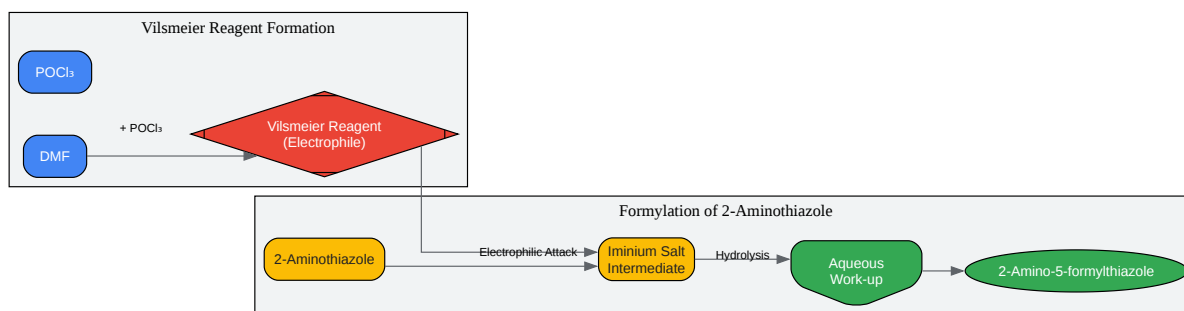 Vilsmeier Reagent Formation
POCl₃
+ POCl₃
Vilsmeier Reagent
(Electrophile)
DMF
Formylation of 2-Aminothiazole
2-Aminothiazole
Electrophilic Attack
Iminium Salt
Intermediate
Hydrolysis
Aqueous
Work-up
2-Amino-5-formylthiazole